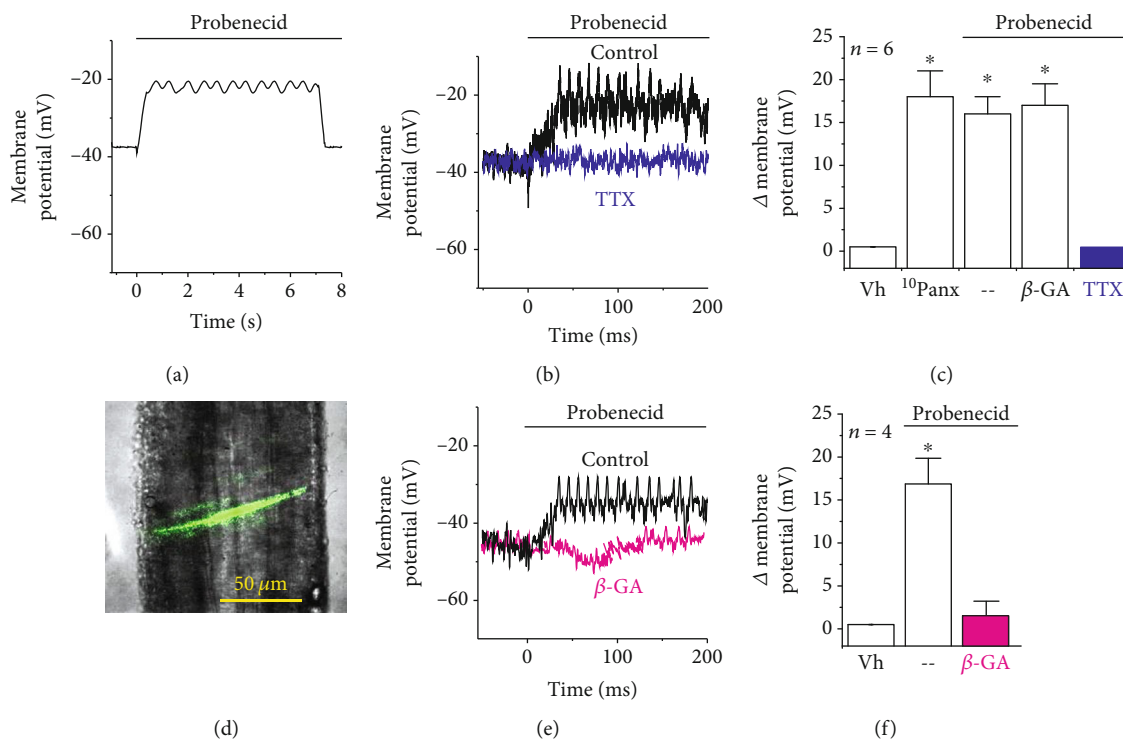 Probenecid
−20
−40
−60
Membrane
potential (mV)
0 2 4 6 8
Time (s)
(a)
Probenecid
Control
−20
−40
TTX
−60
Membrane
potential (mV)
0 100 200
Time (ms)
(b)
Probenecid
25
n = 6
20
15
10
5
0
Δ membrane
potential (mV)
* * *
Vh ¹⁰Panx -- β-GA TTX
(c)
50 μm
(d)
Probenecid
Control
−20
−40
β-GA
−60
Membrane
potential (mV)
0 100 200
Time (ms)
(e)
Probenecid
25
n = 4
20
15
10
5
0
Δ membrane
potential (mV)
*
Vh -- β-GA
(f)